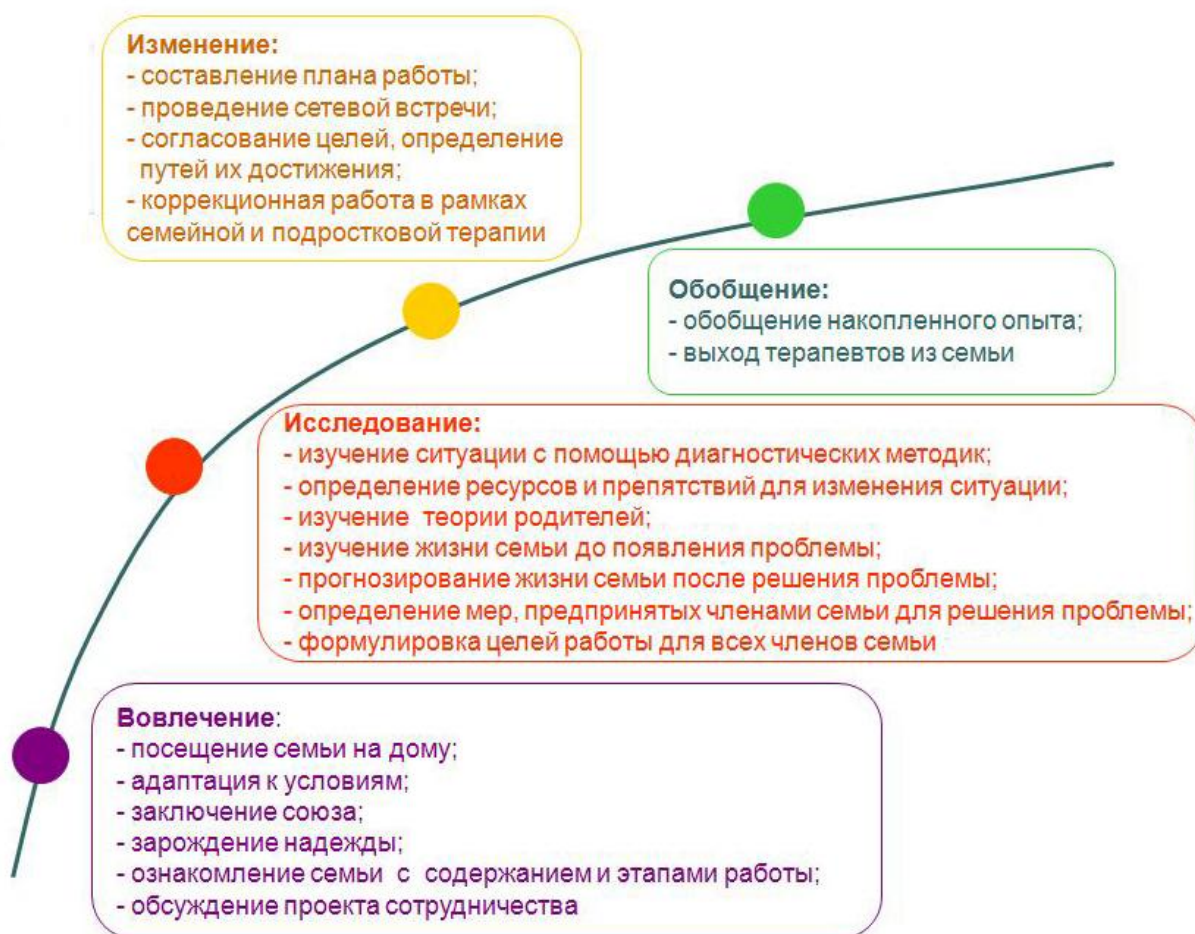 Изменение:
- составление плана работы;
- проведение сетевой встречи;
- согласование целей, определение
путей их достижения;
- коррекционная работа в рамках
семейной и подростковой терапии
Обобщение:
- обобщение накопленного опыта;
- выход терапевтов из семьи
Исследование:
- изучение ситуации с помощью диагностических методик;
- определение ресурсов и препятствий для изменения ситуации;
- изучение теории родителей;
- изучение жизни семьи до появления проблемы;
- прогнозирование жизни семьи после решения проблемы;
- определение мер, предпринятых членами семьи для решения проблемы;
- формулировка целей работы для всех членов семьи
Вовлечение:
- посещение семьи на дому;
- адаптация к условиям;
- заключение союза;
- зарождение надежды;
- ознакомление семьи с содержанием и этапами работы;
- обсуждение проекта сотрудничества